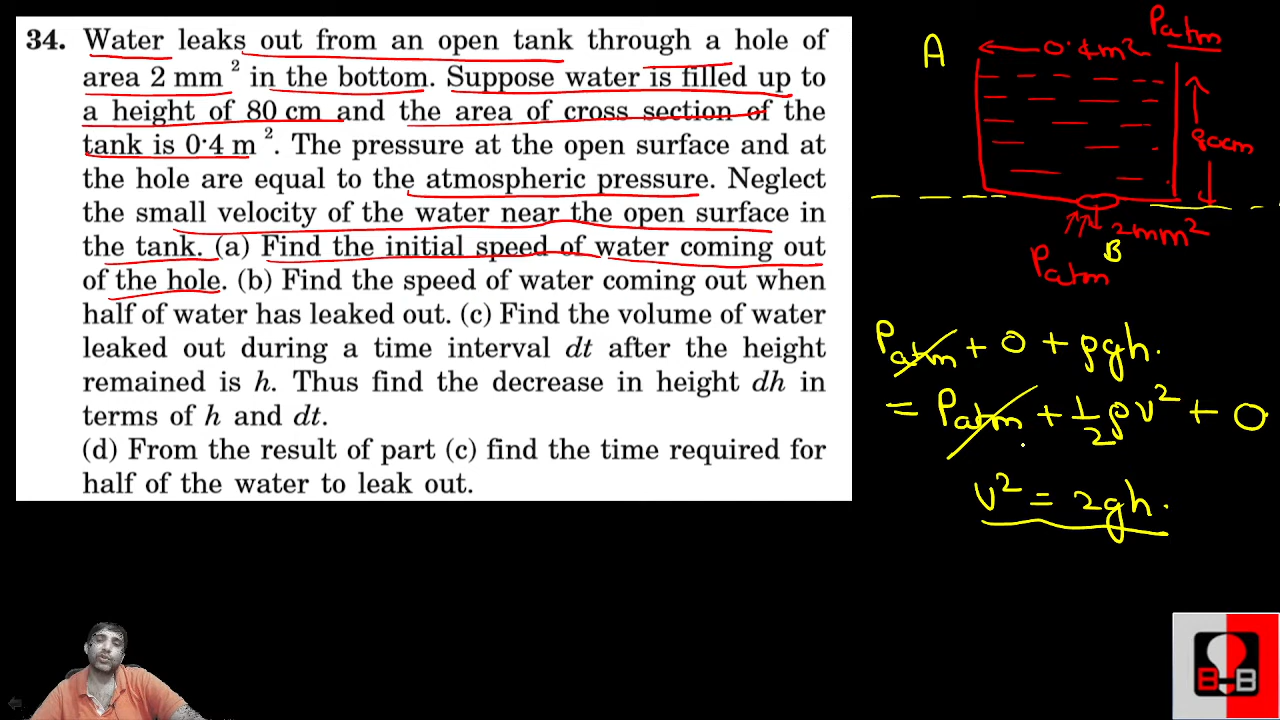 34. Water leaks out from an open tank through a hole of
area 2 mm² in the bottom. Suppose water is filled up to
a height of 80 cm and the area of cross section of the
tank is 0·4 m². The pressure at the open surface and at
the hole are equal to the atmospheric pressure. Neglect
the small velocity of the water near the open surface in
the tank. (a) Find the initial speed of water coming out
of the hole. (b) Find the speed of water coming out when
half of water has leaked out. (c) Find the volume of water
leaked out during a time interval dt after the height
remained is h. Thus find the decrease in height dh in
terms of h and dt.
(d) From the result of part (c) find the time required for
half of the water to leak out.
A
Patm
0.4m²
80cm
2mm²
B
Patm
Patm + 0 + ρgh.
= Patm + 1/2 ρv² + 0
v² = 2gh.
B-B